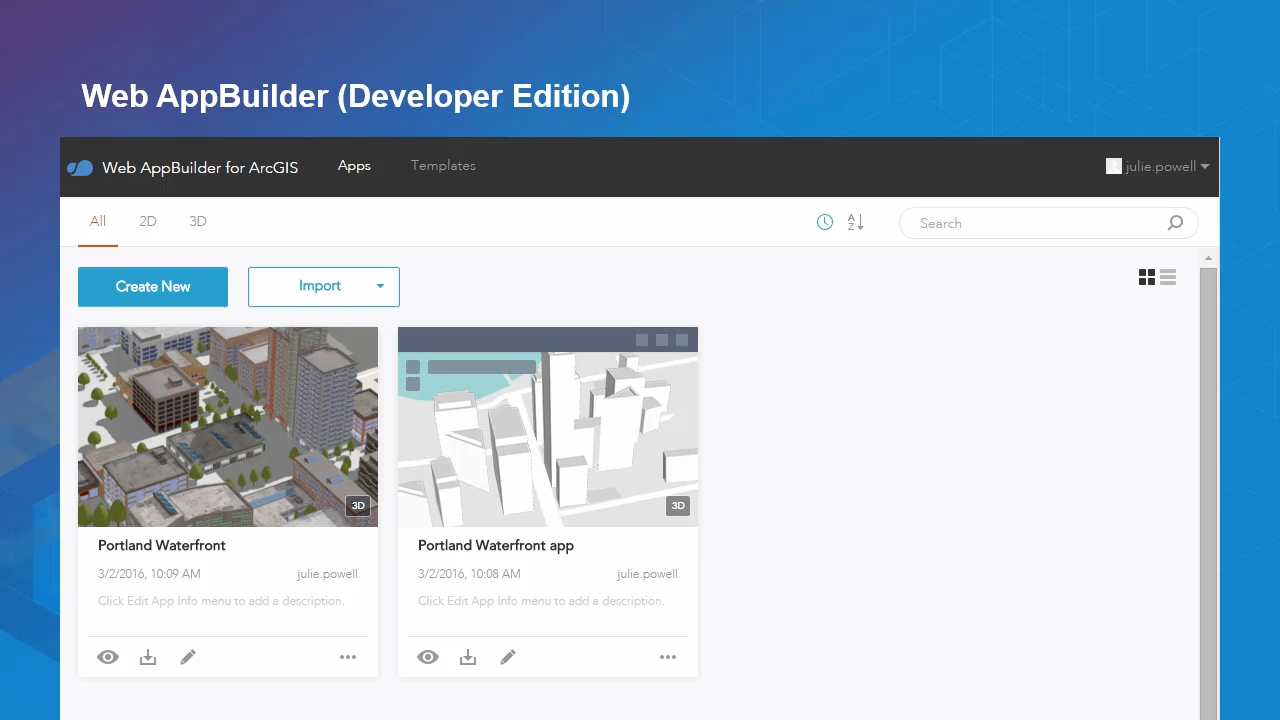 Web AppBuilder (Developer Edition)
Web AppBuilder for ArcGIS Apps Templates julie.powell
All 2D 3D A Z Search
Create New Import
3D 3D
Portland Waterfront Portland Waterfront app
3/2/2016, 10:09 AM julie.powell 3/2/2016, 10:08 AM julie.powell
Click Edit App Info menu to add a description. Click Edit App Info menu to add a description.